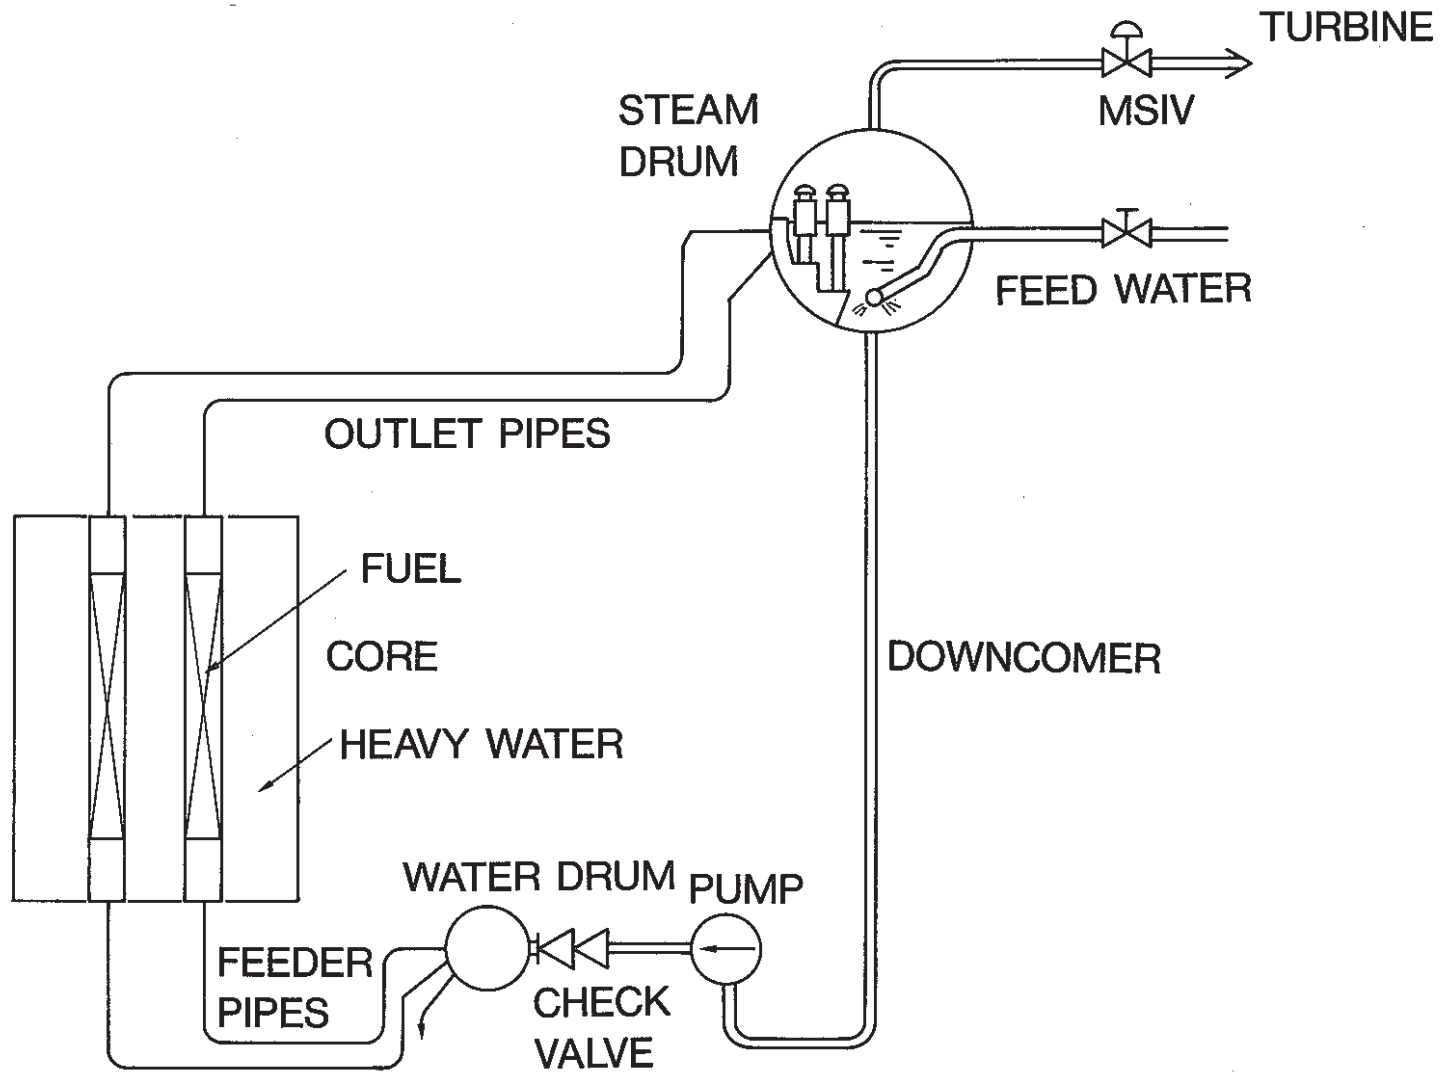 TURBINE
STEAM
DRUM
MSIV
FEED WATER
OUTLET PIPES
FUEL
CORE
DOWNCOMER
HEAVY WATER
WATER DRUM
PUMP
FEEDER
PIPES
CHECK
VALVE